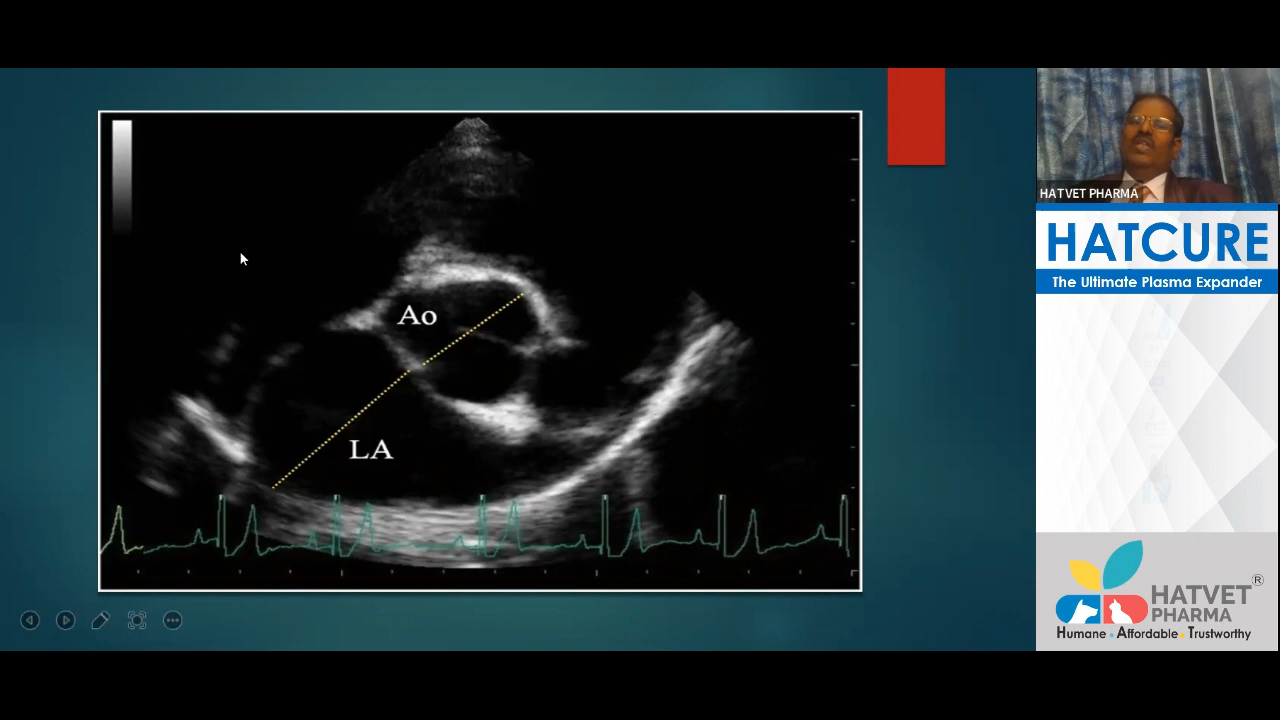 Ao
LA
HATVET PHARMA
HATCURE
The Ultimate Plasma Expander
HATVET®
PHARMA
Humane • Affordable • Trustworthy